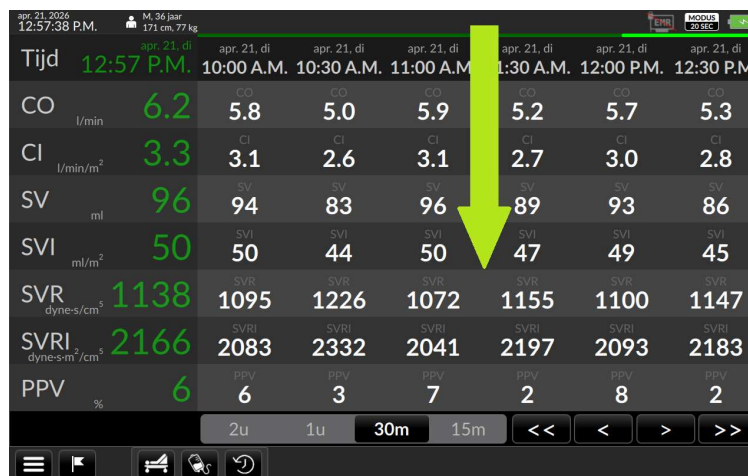 apr. 21, 2026
12:57:38 P.M.
M, 36 jaar
171 cm, 77 kg
EMR
MODUS
20 SEC
Tijd apr. 21, di 12:57 P.M.
apr. 21, di 10:00 A.M.
apr. 21, di 10:30 A.M.
apr. 21, di 11:00 A.M
apr. 21, di 1:30 A.M.
apr. 21, di 12:00 P.M.
apr. 21, di 12:30 P.M
CO l/min 6.2 CO 5.8 CO 5.0 CO 5.9 CO 5.2 CO 5.7 CO 5.3
CI l/min/m² 3.3 CI 3.1 CI 2.6 CI 3.1 CI 2.7 CI 3.0 CI 2.8
SV ml 96 SV 94 SV 83 SV 96 SV 89 SV 93 SV 86
SVI ml/m² 50 SVI 50 SVI 44 SVI 50 SVI 47 SVI 49 SVI 45
SVR dyne-s/cm⁵ 1138 SVR 1095 SVR 1226 SVR 1072 SVR 1155 SVR 1100 SVR 1147
SVRI dyne-s-m²/cm⁵ 2166 SVRI 2083 SVRI 2332 SVRI 2041 SVRI 2197 SVRI 2093 SVRI 2183
PPV % 6 PPV 6 PPV 3 PPV 7 PPV 2 PPV 8 PPV 2
2u 1u 30m 15m << < > >>